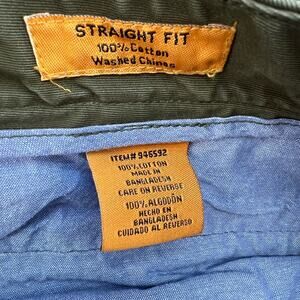 STRAIGHT FIT
100% Cotton
Washed Chinos
ITEM# 946592
100% COTTON
MADE IN
BANGLADESH
CARE ON REVERSE
100% ALGODÓN
HECHO EN
BANGLADESH
CUIDADO AL REVERSO